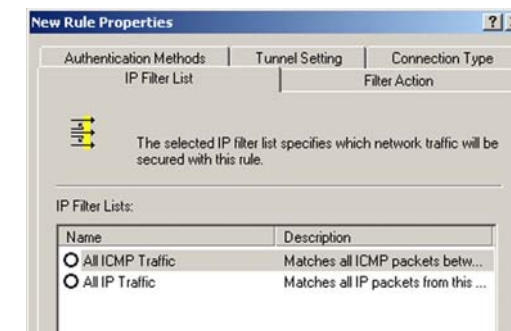 New Rule Properties
Authentication Methods Tunnel Setting Connection Type
IP Filter List Filter Action
The selected IP filter list specifies which network traffic will be
secured with this rule.
IP Filter Lists:
Name Description
All ICMP Traffic Matches all ICMP packets betw...
All IP Traffic Matches all IP packets from this ...